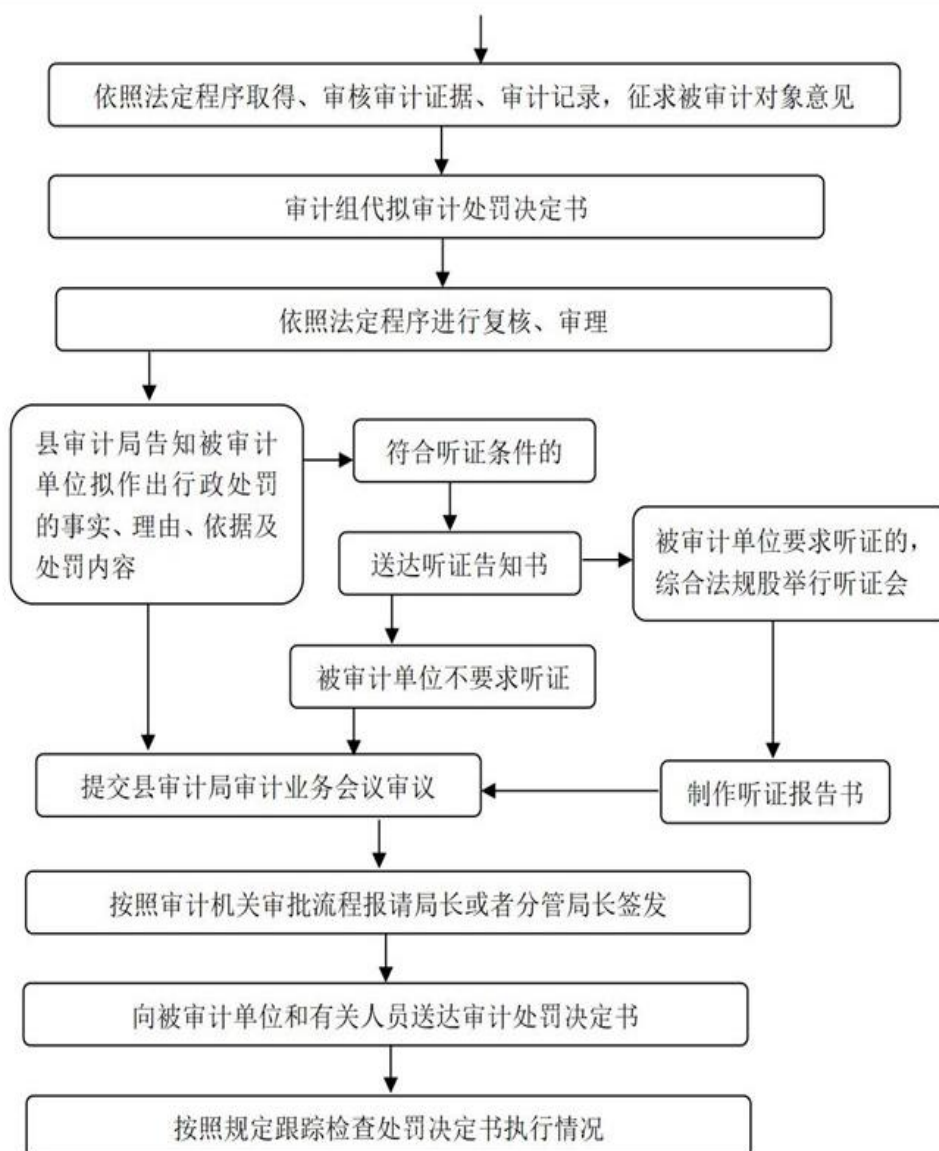 依照法定程序取得、审核审计证据、审计记录，征求被审计对象意见
审计组代拟审计处罚决定书
依照法定程序进行复核、审理
县审计局告知被审计
单位拟作出行政处罚
的事实、理由、依据及
处罚内容
符合听证条件的
送达听证告知书
被审计单位要求听证的，
综合法规股举行听证会
被审计单位不要求听证
提交县审计局审计业务会议审议
制作听证报告书
按照审计机关审批流程报请局长或者分管局长签发
向被审计单位和有关人员送达审计处罚决定书
按照规定跟踪检查处罚决定书执行情况